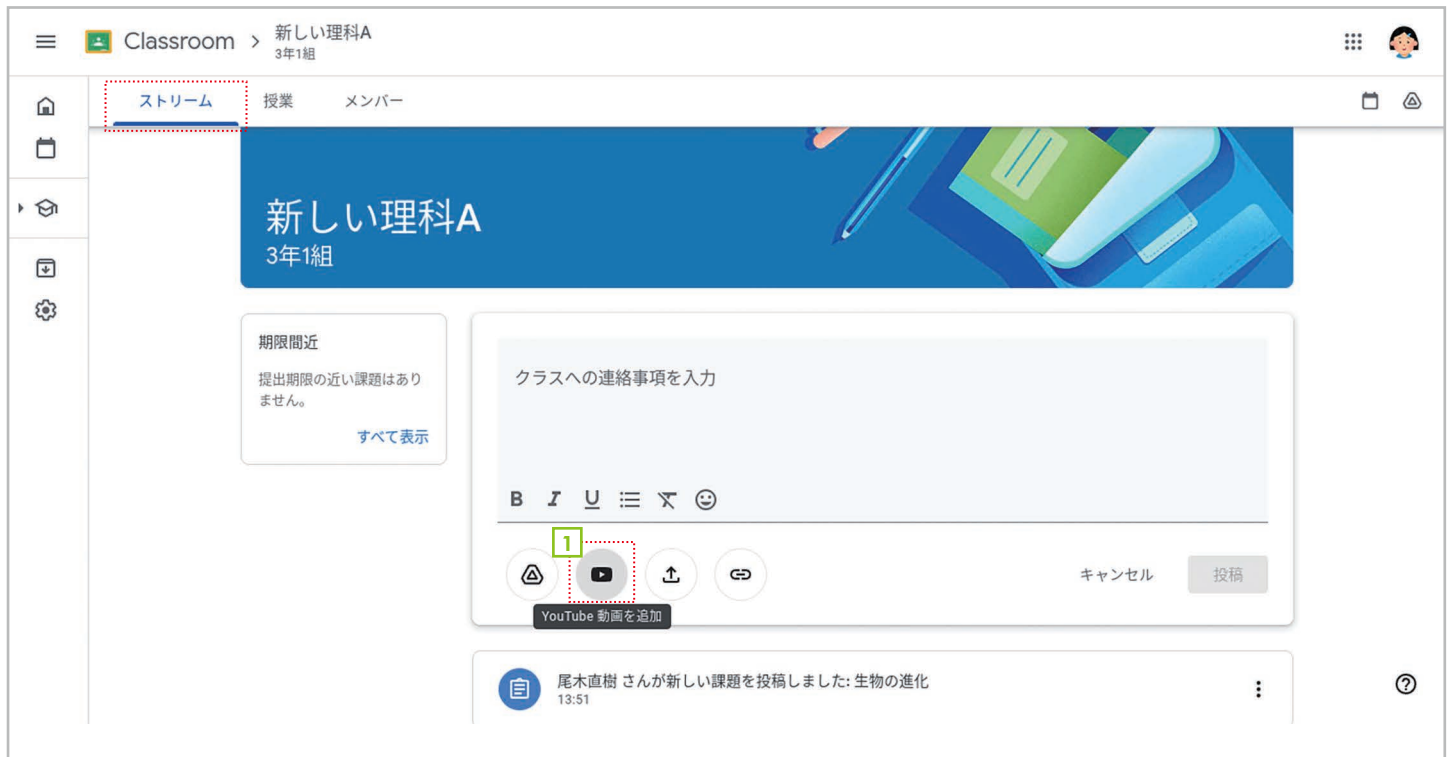 Classroom
新しい理科A
3年1組
ストリーム 授業 メンバー
新しい理科A
3年1組
期限間近
提出期限の近い課題はあり
ません。
すべて表示
クラスへの連絡事項を入力
B I U
1
キャンセル 投稿
YouTube 動画を追加
尾木直樹 さんが新しい課題を投稿しました: 生物の進化
13:51